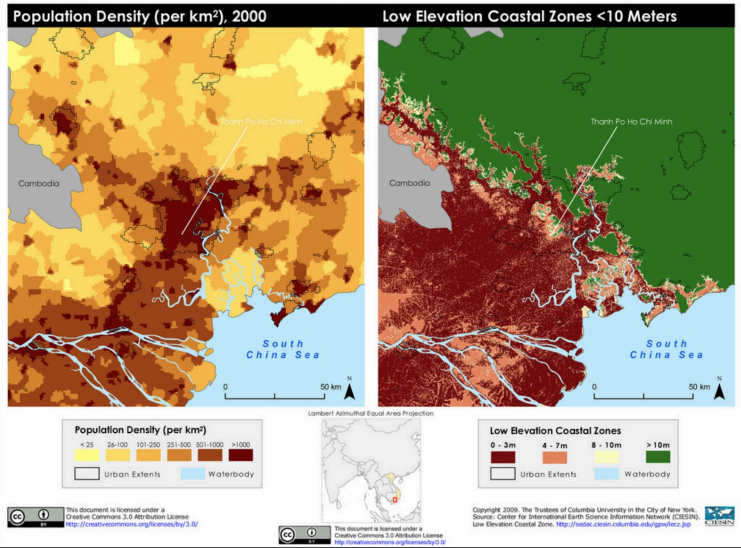 Population Density (per km²), 2000
Low Elevation Coastal Zones <10 Meters
Thanh Po Ho Chi Minh
Cambodia
South
China Sea
0 50 km
N
Thanh Po Ho Chi Minh
Cambodia
South
China Sea
0 50 km
N
Lambert Azimuthal Equal Area Projection
Population Density (per km²)
< 25 26-100 101-250 251-500 501-1000 >1000
Urban Extents Waterbody
Low Elevation Coastal Zones
0 - 3m 4 - 7m 8 - 10m > 10m
Urban Extents Waterbody
cc BY
This document is licensed under a
Creative Commons 3.0 Attribution License
http://creativecommons.org/licenses/by/3.0/
cc BY
This document is licensed under a
Creative Commons 3.0 Attribution License
http://creativecommons.org/licenses/by/3.0/
Copyright 2009. The Trustees of Columbia University in the City of New York.
Source: Center for International Earth Science Information Network (CIESIN).
Low Elevation Coastal Zone. http://sedac.ciesin.columbia.edu/gpw/lecz.jsp
CIESIN